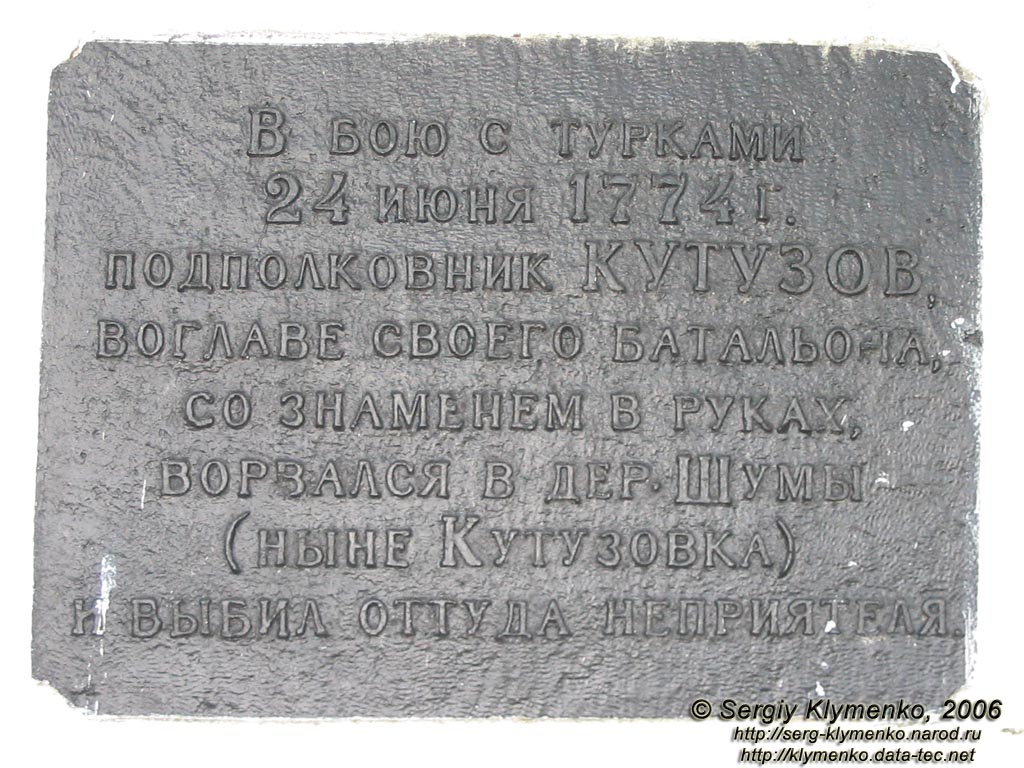 В БОЮ С ТУРКАМИ
24 ИЮНЯ 1774 Г.
ПОДПОЛКОВНИК КУТУЗОВ,
ВОГЛАВЕ СВОЕГО БАТАЛЬОНА,
СО ЗНАМЕНЕМ В РУКАХ,
ВОРВАЛСЯ В ДЕР. ШУМЫ
(НЫНЕ КУТУЗОВКА)
И ВЫБИЛ ОТТУДА НЕПРИЯТЕЛЯ.
© Sergiy Klymenko, 2006
http://serg-klymenko.narod.ru
http://klymenko.data-tec.net